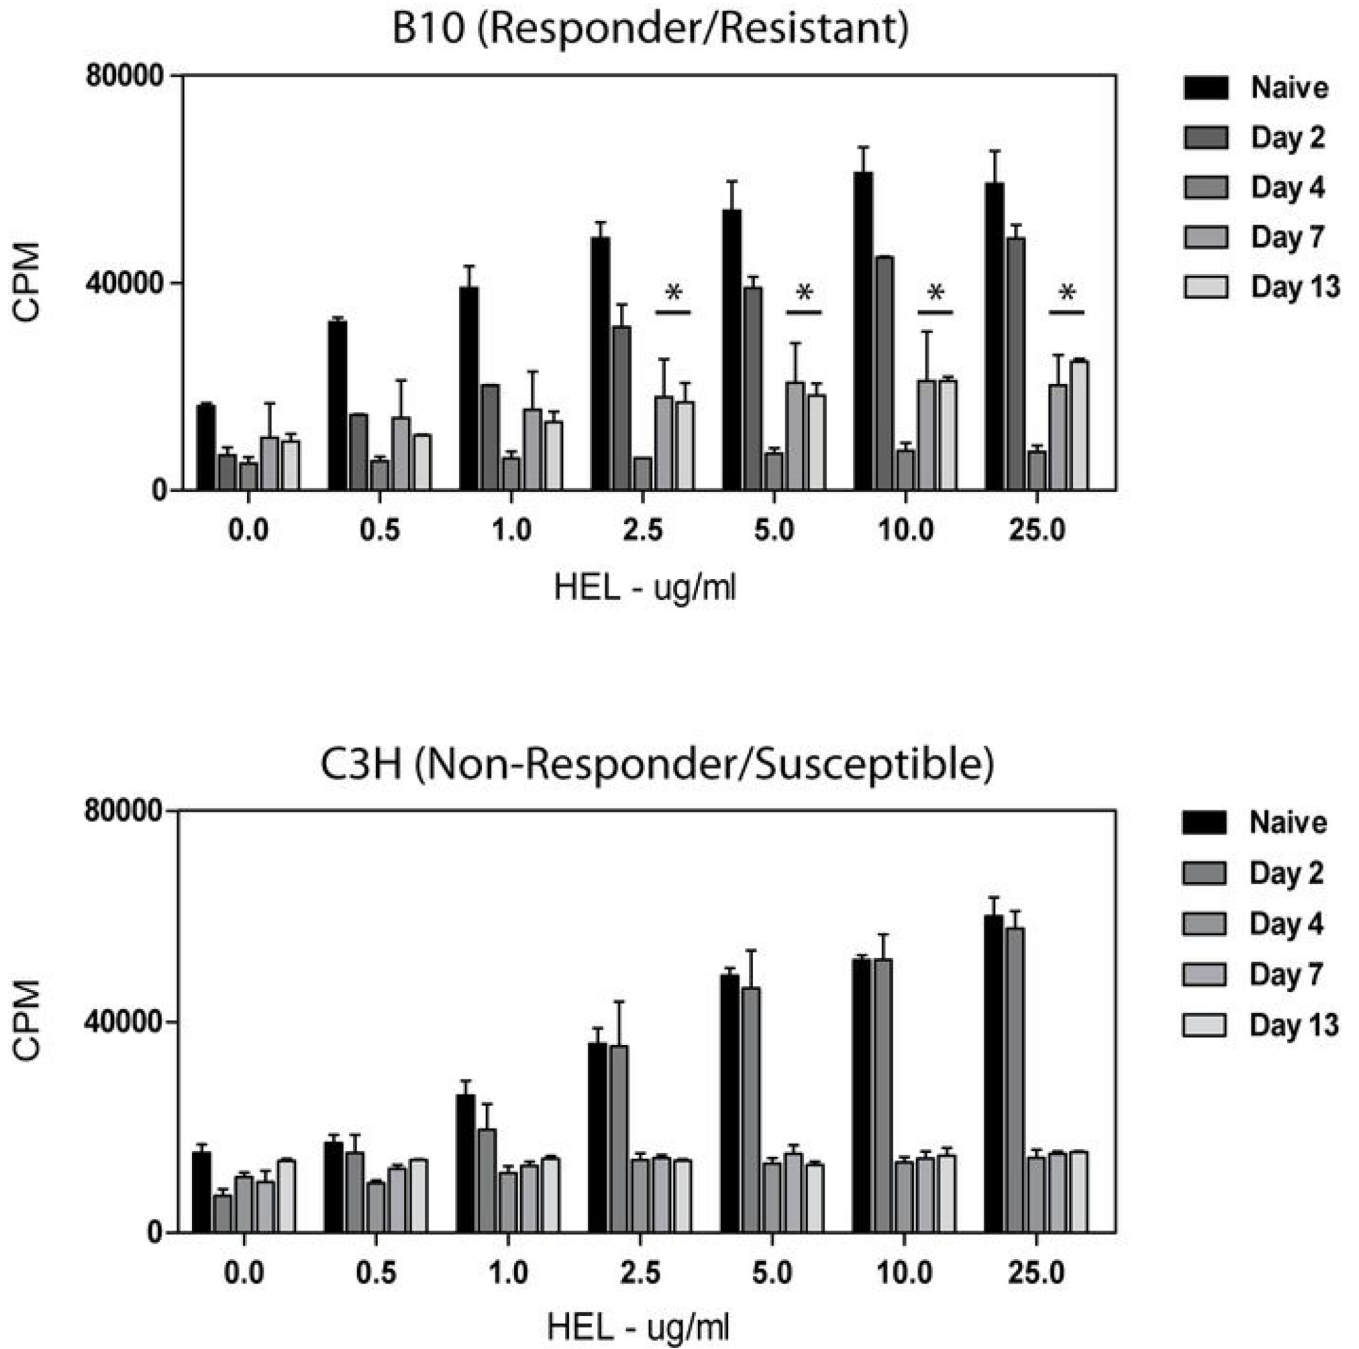 B10 (Responder/Resistant)
80000
40000
0
CPM
* * * *
0.0 0.5 1.0 2.5 5.0 10.0 25.0
HEL - ug/ml
Naive
Day 2
Day 4
Day 7
Day 13
C3H (Non-Responder/Susceptible)
80000
40000
0
CPM
0.0 0.5 1.0 2.5 5.0 10.0 25.0
HEL - ug/ml
Naive
Day 2
Day 4
Day 7
Day 13